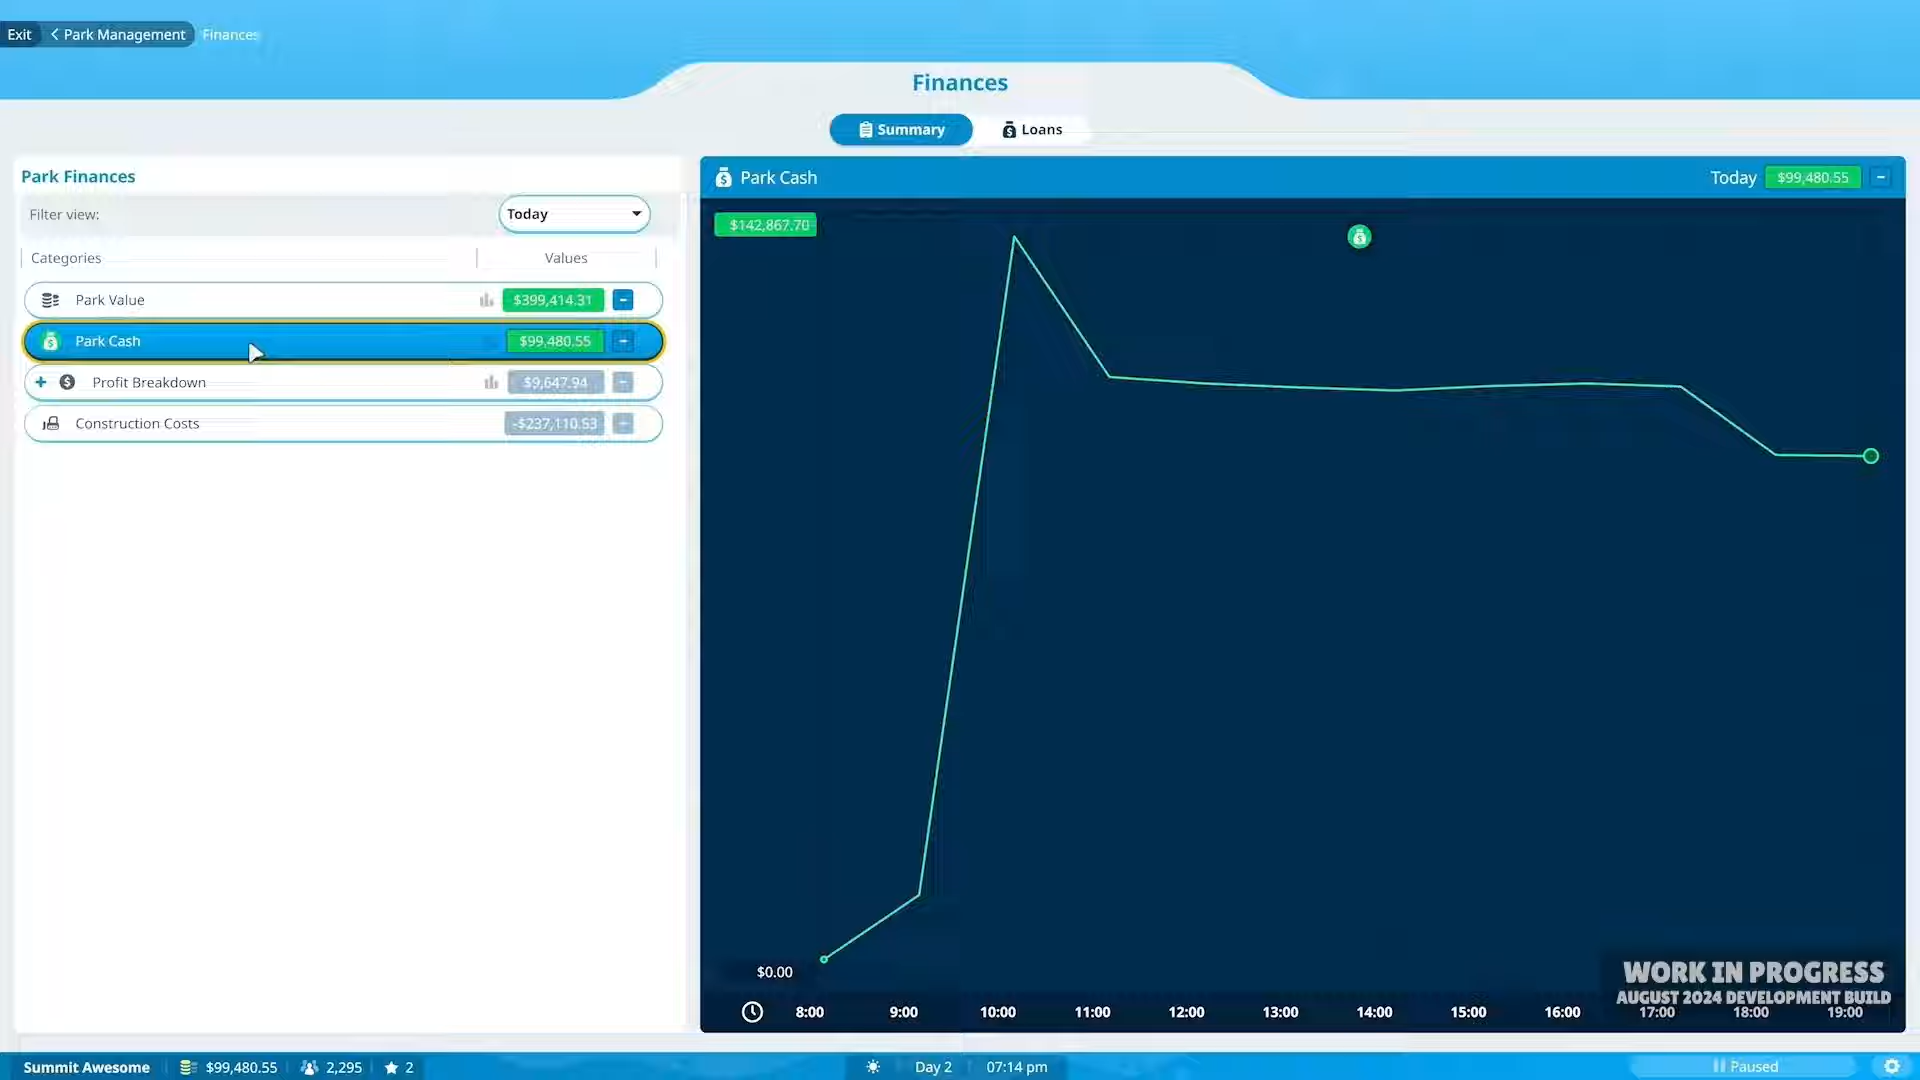 Exit
Park Management
Finances
Finances
Summary
Loans
Park Finances
Filter view:
Today
Categories
Values
Park Value
$399,414.31
Park Cash
$99,480.55
Profit Breakdown
$9,647.94
Construction Costs
-$237,110.53
Park Cash
Today
$99,480.55
$142,867.70
$0.00
8:00
9:00
10:00
11:00
12:00
13:00
14:00
15:00
16:00
17:00
18:00
19:00
WORK IN PROGRESS
AUGUST 2024 DEVELOPMENT BUILD
Summit Awesome
$99,480.55
2,295
2
Day 2
07:14 pm
Paused